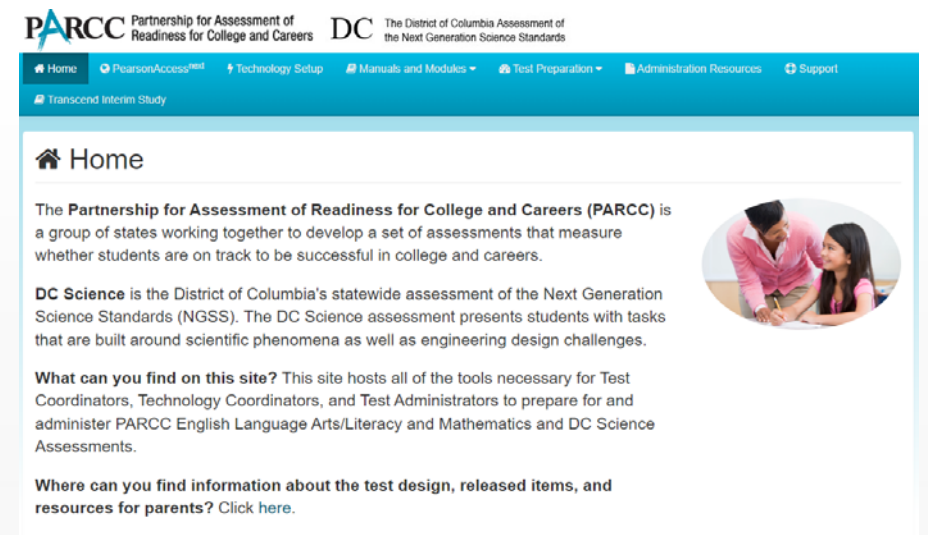 PARCC Partnership for Assessment of
Readiness for College and Careers
DC The District of Columbia Assessment of
the Next Generation Science Standards
Home
PearsonAccessnext
Technology Setup
Manuals and Modules
Test Preparation
Administration Resources
Support
Transcend Interim Study
Home
The Partnership for Assessment of Readiness for College and Careers (PARCC) is
a group of states working together to develop a set of assessments that measure
whether students are on track to be successful in college and careers.
DC Science is the District of Columbia's statewide assessment of the Next Generation
Science Standards (NGSS). The DC Science assessment presents students with tasks
that are built around scientific phenomena as well as engineering design challenges.
What can you find on this site? This site hosts all of the tools necessary for Test
Coordinators, Technology Coordinators, and Test Administrators to prepare for and
administer PARCC English Language Arts/Literacy and Mathematics and DC Science
Assessments.
Where can you find information about the test design, released items, and
resources for parents? Click here.